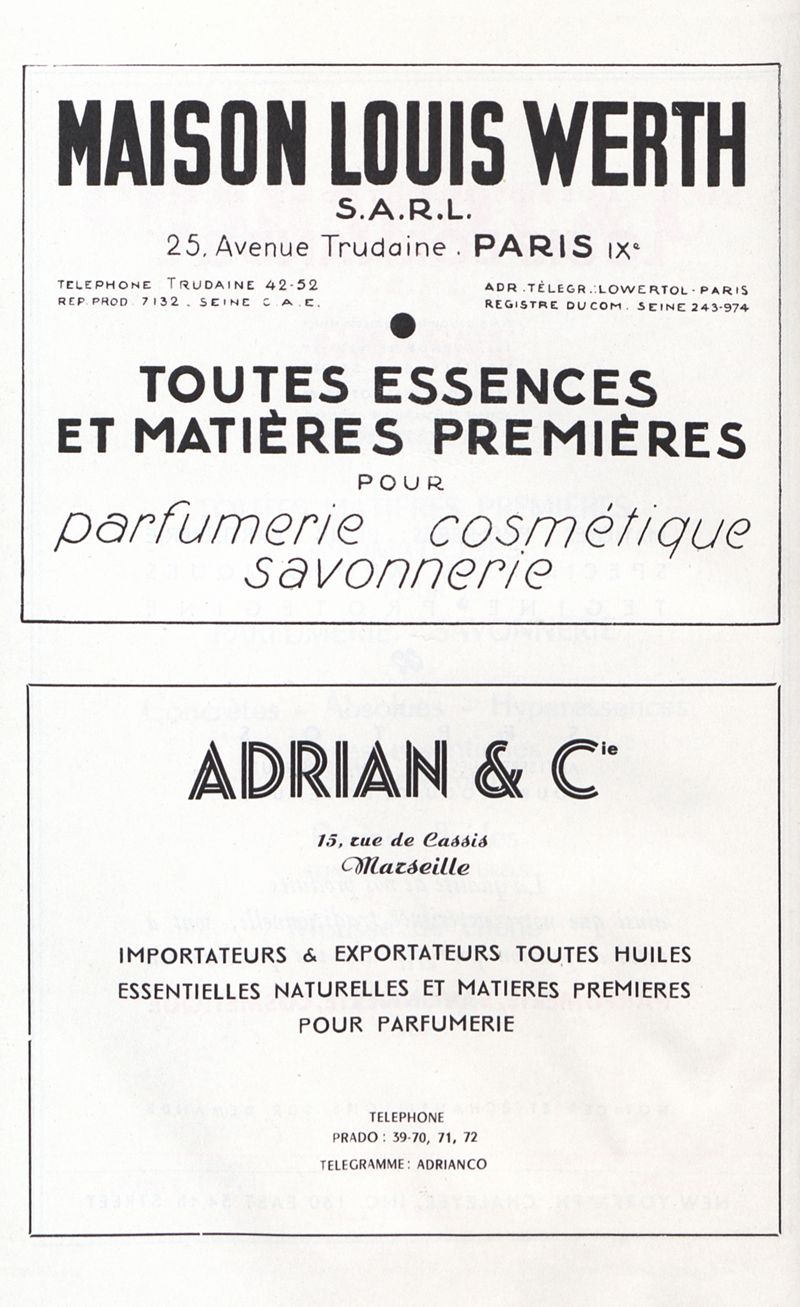 MAISON LOUIS WERTH
S.A.R.L.
25, Avenue Trudaine . PARIS IXe
TELEPHONE TRUDAINE 42-52
REP. PROD. 7132 . SEINE C.A.E.
ADR. TÉLEGR.: LOWERTOL - PARIS
REGISTRE DU COM. SEINE 243-974
TOUTES ESSENCES
ET MATIÈRES PREMIÈRES
POUR
parfumerie cosmétique
savonnerie
ADRIAN & Cie
15, rue de Cassis
Marseille
IMPORTATEURS & EXPORTATEURS TOUTES HUILES
ESSENTIELLES NATURELLES ET MATIERES PREMIERES
POUR PARFUMERIE
TELEPHONE
PRADO : 39-70, 71, 72
TELEGRAMME : ADRIANCO